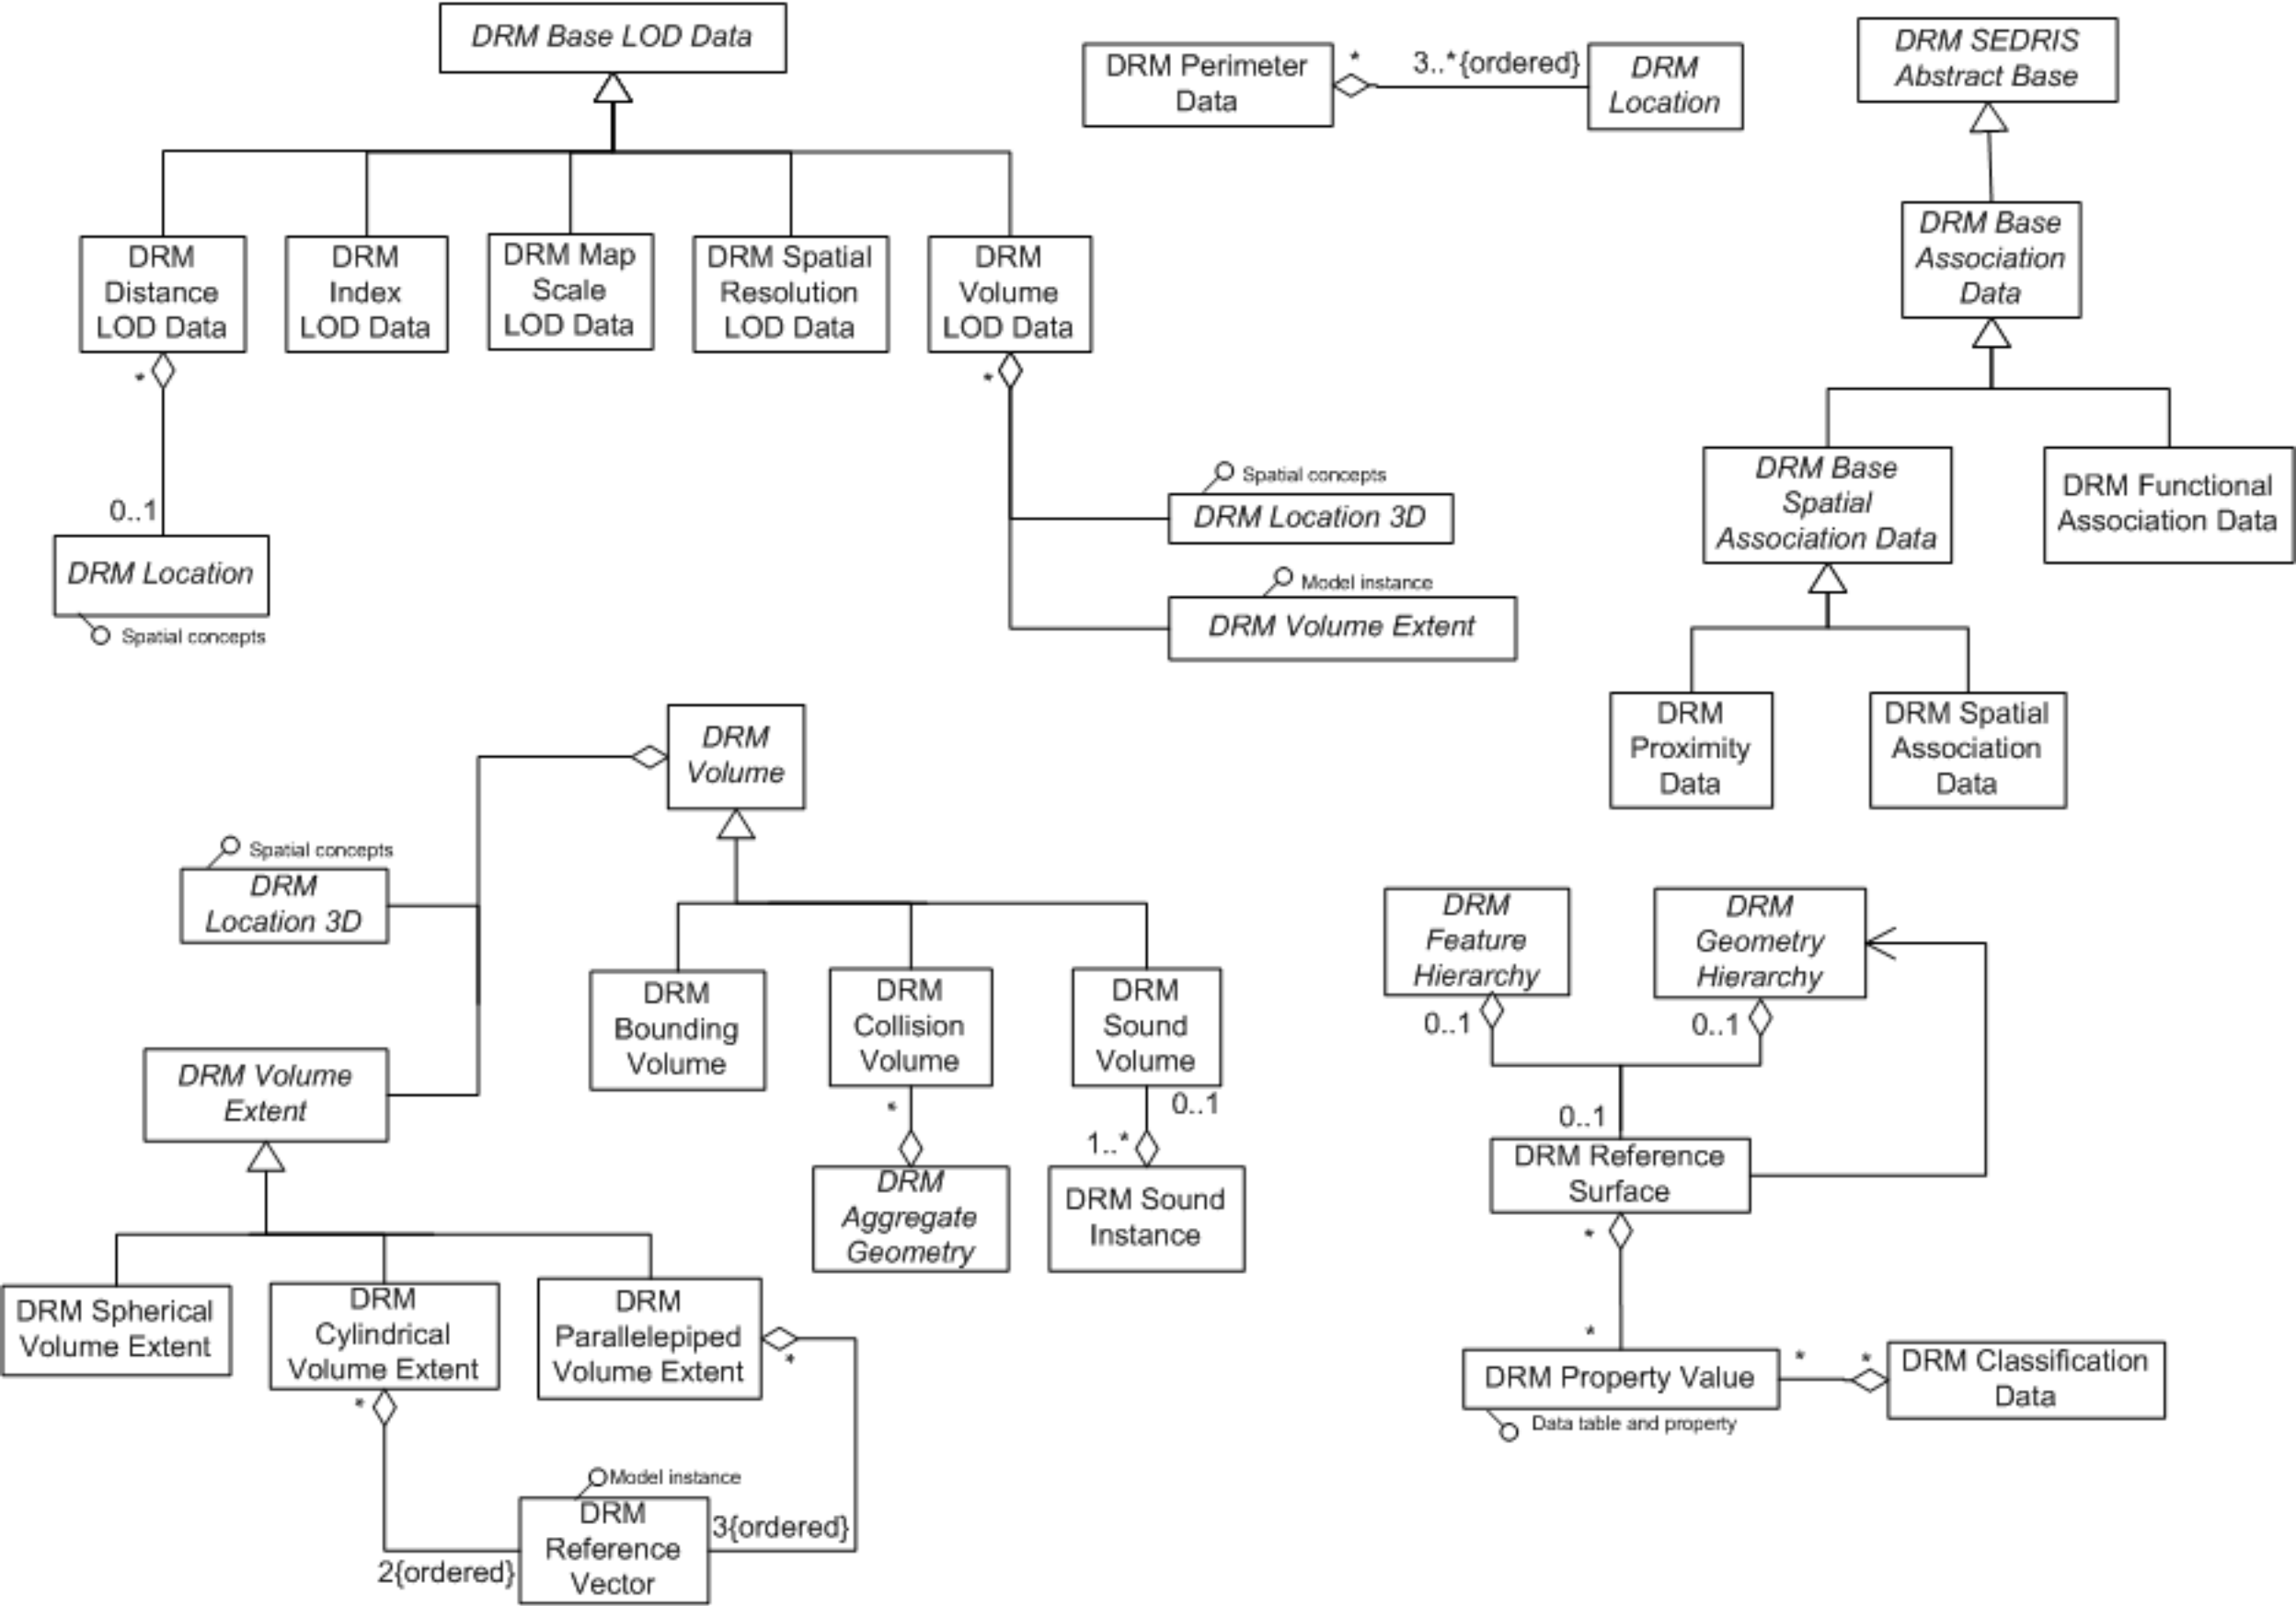 DRM Base LOD Data
DRM Perimeter
Data
*
3..*{ordered}
DRM
Location
DRM SEDRIS
Abstract Base
DRM Base
Association
Data
DRM
Distance
LOD Data
DRM
Index
LOD Data
DRM Map
Scale
LOD Data
DRM Spatial
Resolution
LOD Data
DRM
Volume
LOD Data
*
*
0..1
DRM Location
Spatial concepts
Spatial concepts
DRM Location 3D
Model instance
DRM Volume Extent
DRM Base
Spatial
Association Data
DRM Functional
Association Data
DRM
Proximity
Data
DRM Spatial
Association
Data
DRM
Volume
Spatial concepts
DRM
Location 3D
DRM Volume
Extent
DRM
Bounding
Volume
DRM
Collision
Volume
DRM
Sound
Volume
*
0..1
1..*
DRM
Aggregate
Geometry
DRM Sound
Instance
DRM Spherical
Volume Extent
DRM
Cylindrical
Volume Extent
DRM
Parallelepiped
Volume Extent
*
*
Model instance
DRM
Reference
Vector
2{ordered}
3{ordered}
DRM
Feature
Hierarchy
DRM
Geometry
Hierarchy
0..1
0..1
0..1
DRM Reference
Surface
*
*
DRM Property Value
*
*
DRM Classification
Data
Data table and property